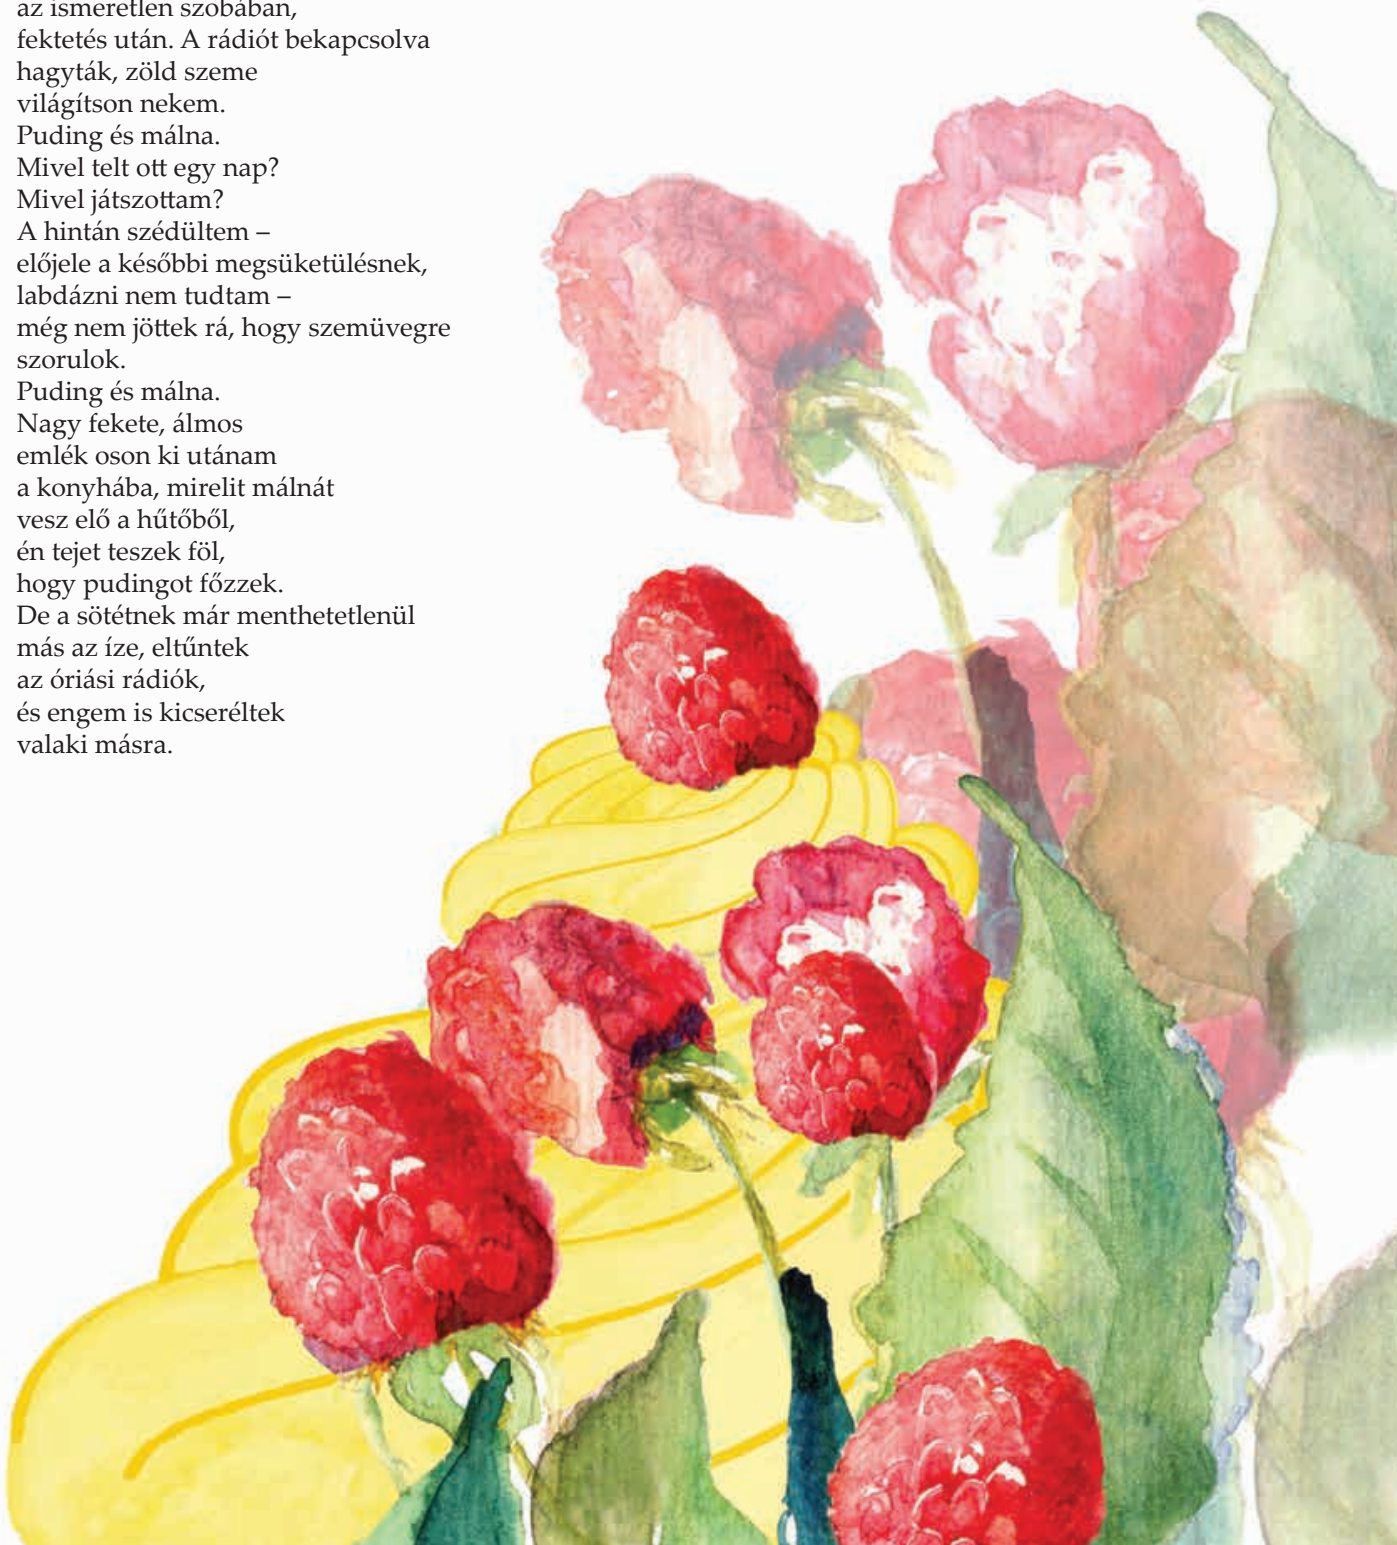 az ismeretlen szobában,
fektetés után. A rádiót bekapcsolva
hagyták, zöld szeme
világítson nekem.
Puding és málna.
Mivel telt ott egy nap?
Mivel játszottam?
A hintán szédültem –
előjele a későbbi megsüketülésnek,
labdázni nem tudtam –
még nem jöttek rá, hogy szemüvegre
szorulok.
Puding és málna.
Nagy fekete, álmos
emlék oson ki utánam
a konyhába, mirelit málnát
vesz elő a hűtőből,
én tejet teszek föl,
hogy pudingot főzzek.
De a sötétnek már menthetetlenül
más az íze, eltűntek
az óriási rádiók,
és engem is kicseréltek
valaki másra.